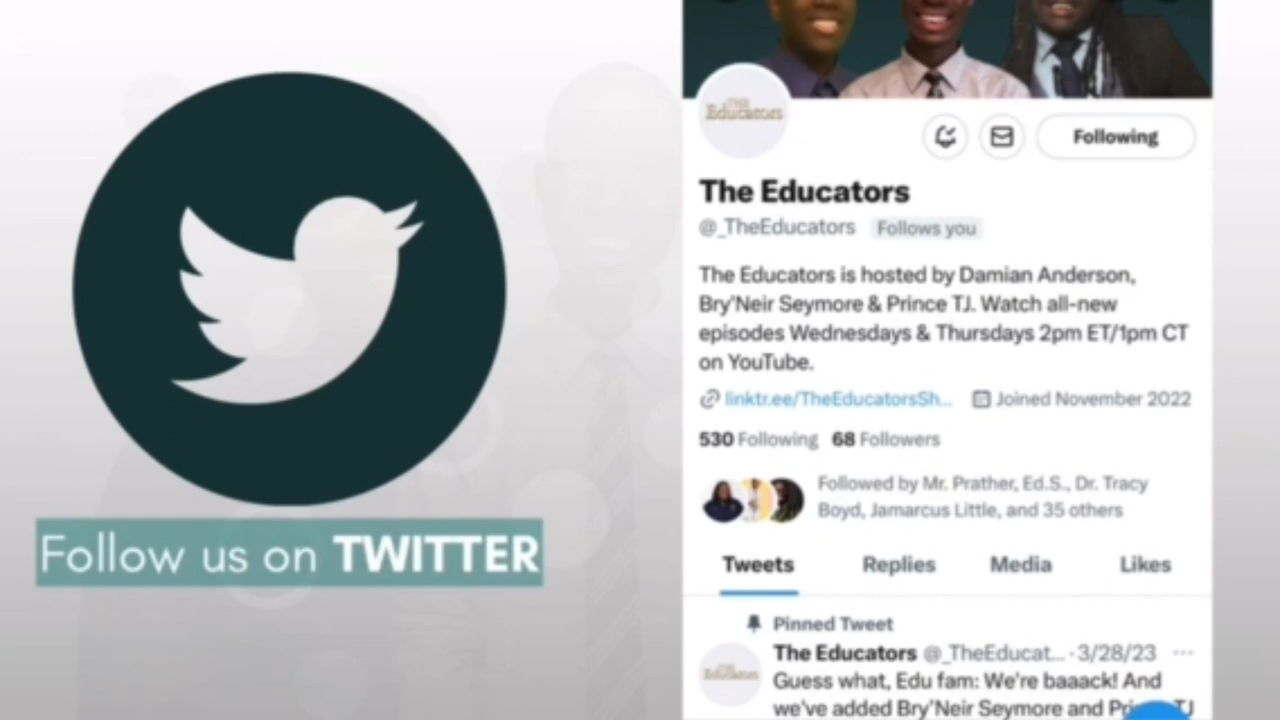 Follow us on TWITTER
THE
Educators
Following
The Educators
@_TheEducators Follows you
The Educators is hosted by Damian Anderson,
Bry'Neir Seymore & Prince TJ. Watch all-new
episodes Wednesdays & Thursdays 2pm ET/1pm CT
on YouTube.
linktr.ee/TheEducatorsSh... Joined November 2022
530 Following 68 Followers
Followed by Mr. Prather, Ed.S., Dr. Tracy
Boyd, Jamarcus Little, and 35 others
Tweets Replies Media Likes
Pinned Tweet
The Educators @_TheEducat... · 3/28/23 ...
THE
Educators
Guess what, Edu fam: We're baaack! And
we've added Bry'Neir Seymore and TJ